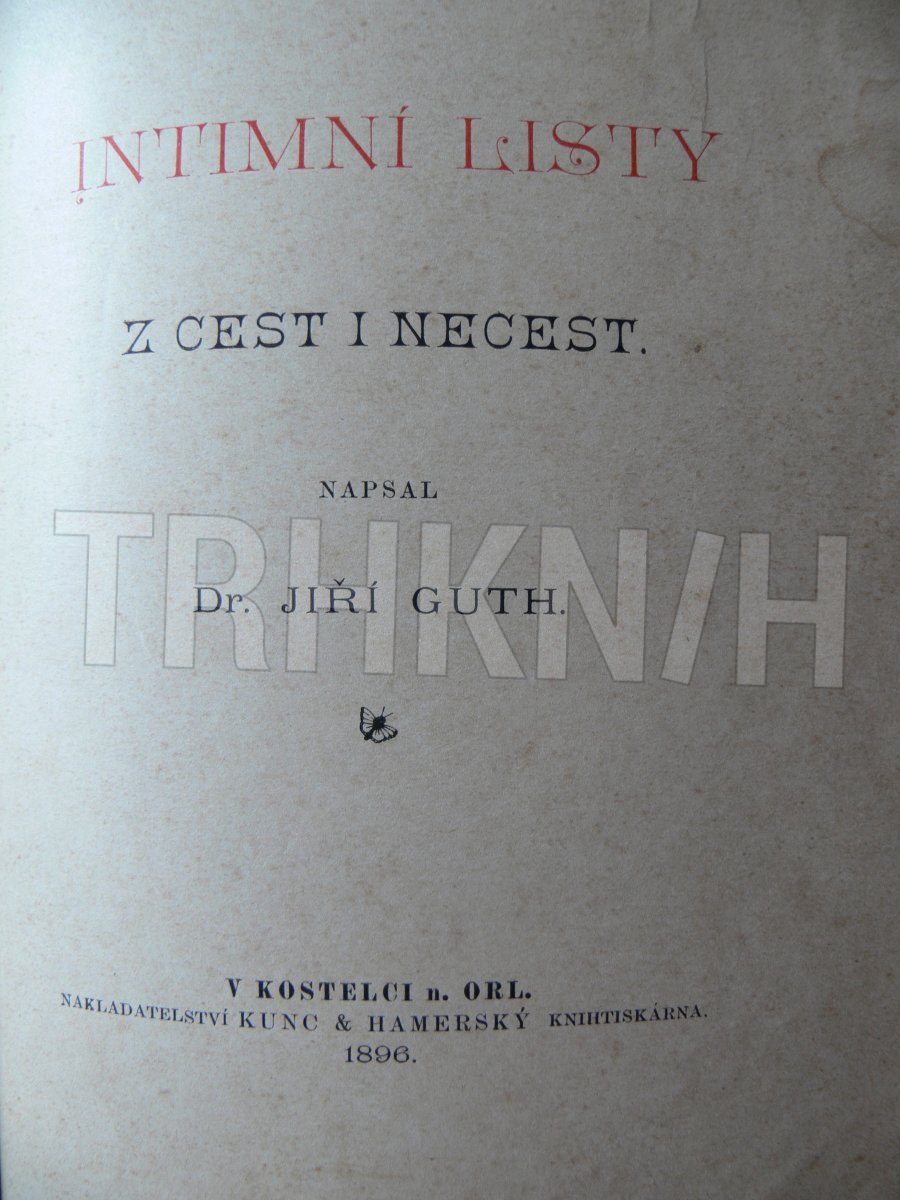 INTIMNÍ LISTY
Z CEST I NECEST.
NAPSAL
TRHKNIH
Dr. JIŘÍ GUTH.
V KOSTELCI n. ORL.
NAKLADATELSTVÍ KUNC & HAMERSKÝ KNIHTISKÁRNA.
1896.